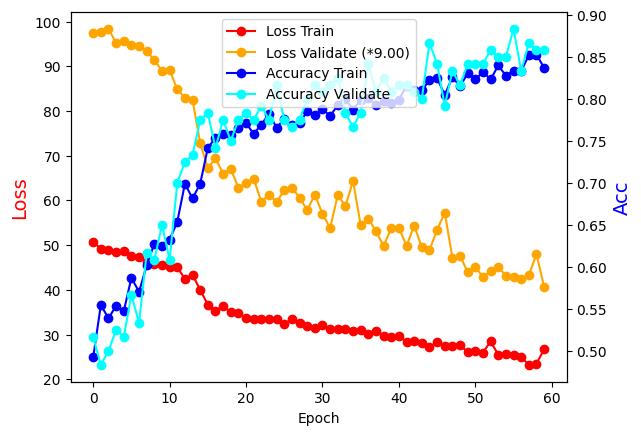 Loss Train
Loss Validate (*9.00)
Accuracy Train
Accuracy Validate
100
90
80
70
60
50
40
30
20
Loss
0.90
0.85
0.80
0.75
0.70
0.65
0.60
0.55
0.50
Acc
0 10 20 30 40 50 60
Epoch